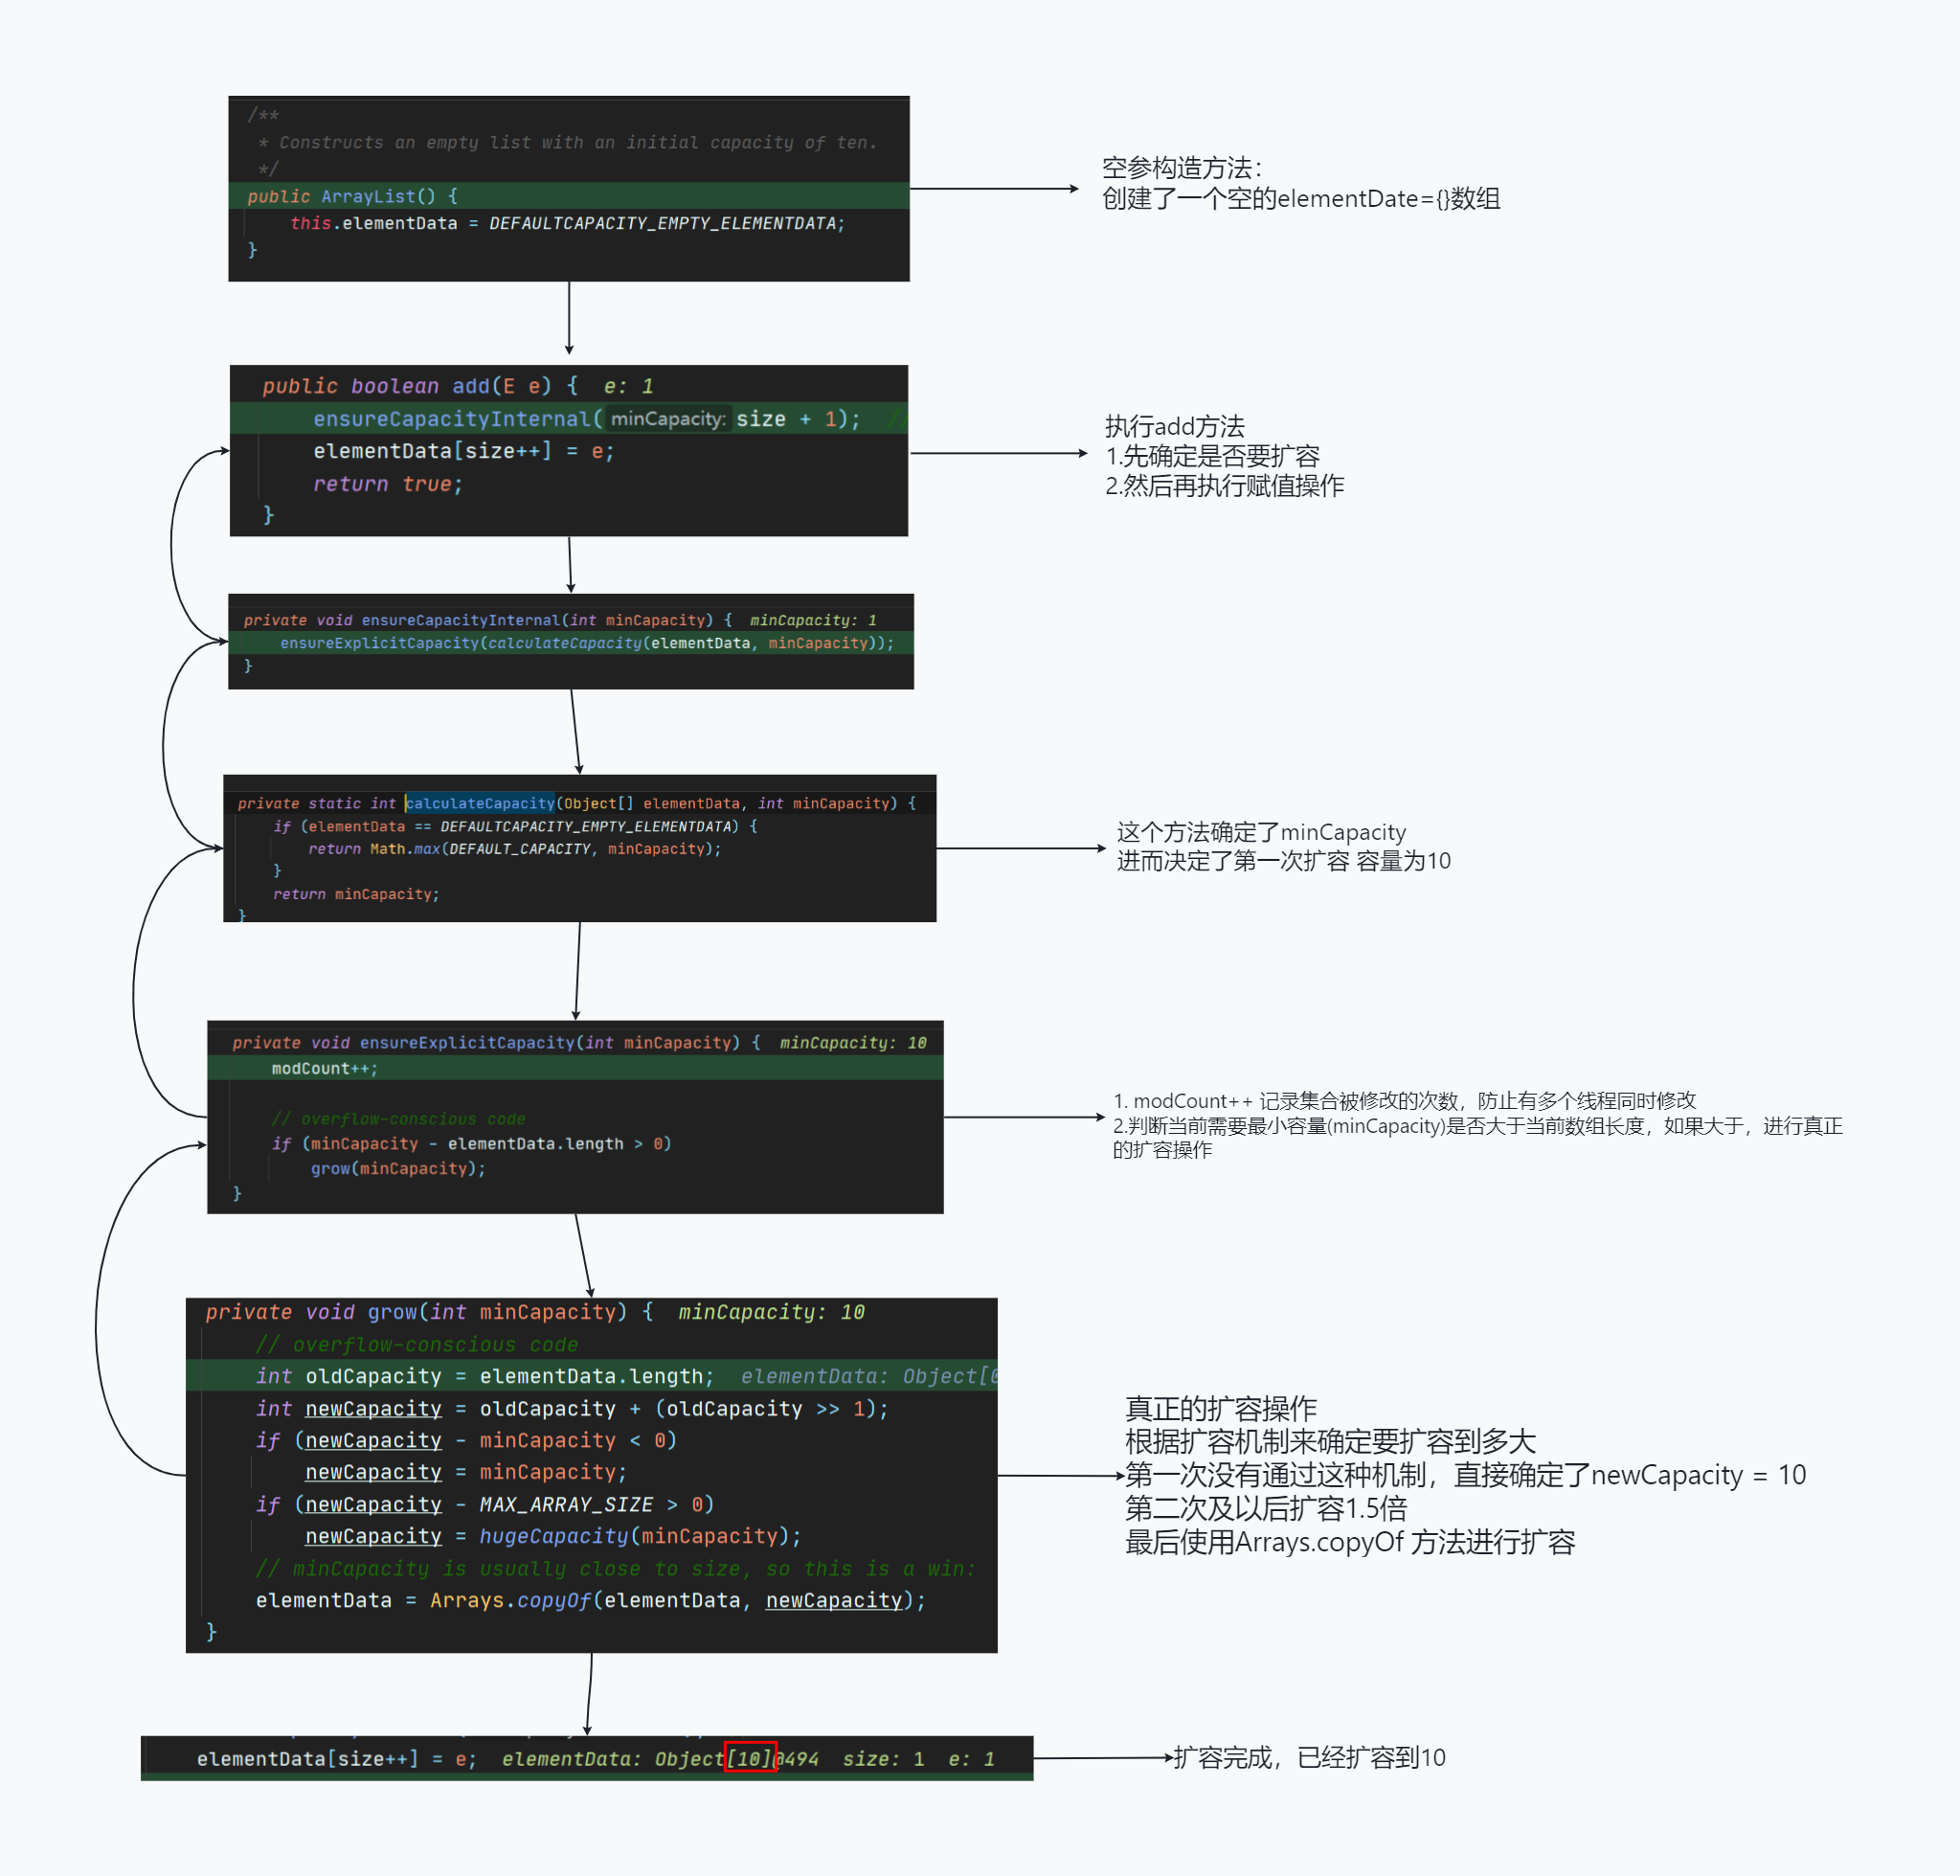 /**
* Constructs an empty list with an initial capacity of ten.
*/
public ArrayList() {
this.elementData = DEFAULTCAPACITY_EMPTY_ELEMENTDATA;
}
空参构造方法：
创建了一个空的elementDate={}数组
public boolean add(E e) { e: 1
ensureCapacityInternal( minCapacity: size + 1); //
elementData[size++] = e;
return true;
}
执行add方法
1.先确定是否要扩容
2.然后再执行赋值操作
private void ensureCapacityInternal(int minCapacity) { minCapacity: 1
ensureExplicitCapacity(calculateCapacity(elementData, minCapacity));
}
private static int calculateCapacity(Object[] elementData, int minCapacity) {
if (elementData == DEFAULTCAPACITY_EMPTY_ELEMENTDATA) {
return Math.max(DEFAULT_CAPACITY, minCapacity);
}
return minCapacity;
}
这个方法确定了minCapacity
进而决定了第一次扩容 容量为10
private void ensureExplicitCapacity(int minCapacity) { minCapacity: 10
modCount++;
// overflow-conscious code
if (minCapacity - elementData.length > 0)
grow(minCapacity);
}
1. modCount++ 记录集合被修改的次数，防止有多个线程同时修改
2.判断当前需要最小容量(minCapacity)是否大于当前数组长度，如果大于，进行真正
的扩容操作
private void grow(int minCapacity) { minCapacity: 10
// overflow-conscious code
int oldCapacity = elementData.length; elementData: Object[0
int newCapacity = oldCapacity + (oldCapacity >> 1);
if (newCapacity - minCapacity < 0)
newCapacity = minCapacity;
if (newCapacity - MAX_ARRAY_SIZE > 0)
newCapacity = hugeCapacity(minCapacity);
// minCapacity is usually close to size, so this is a win:
elementData = Arrays.copyOf(elementData, newCapacity);
}
真正的扩容操作
根据扩容机制来确定要扩容到多大
第一次没有通过这种机制，直接确定了newCapacity = 10
第二次及以后扩容1.5倍
最后使用Arrays.copyOf 方法进行扩容
elementData[size++] = e; elementData: Object[10]@494 size: 1 e: 1
扩容完成，已经扩容到10